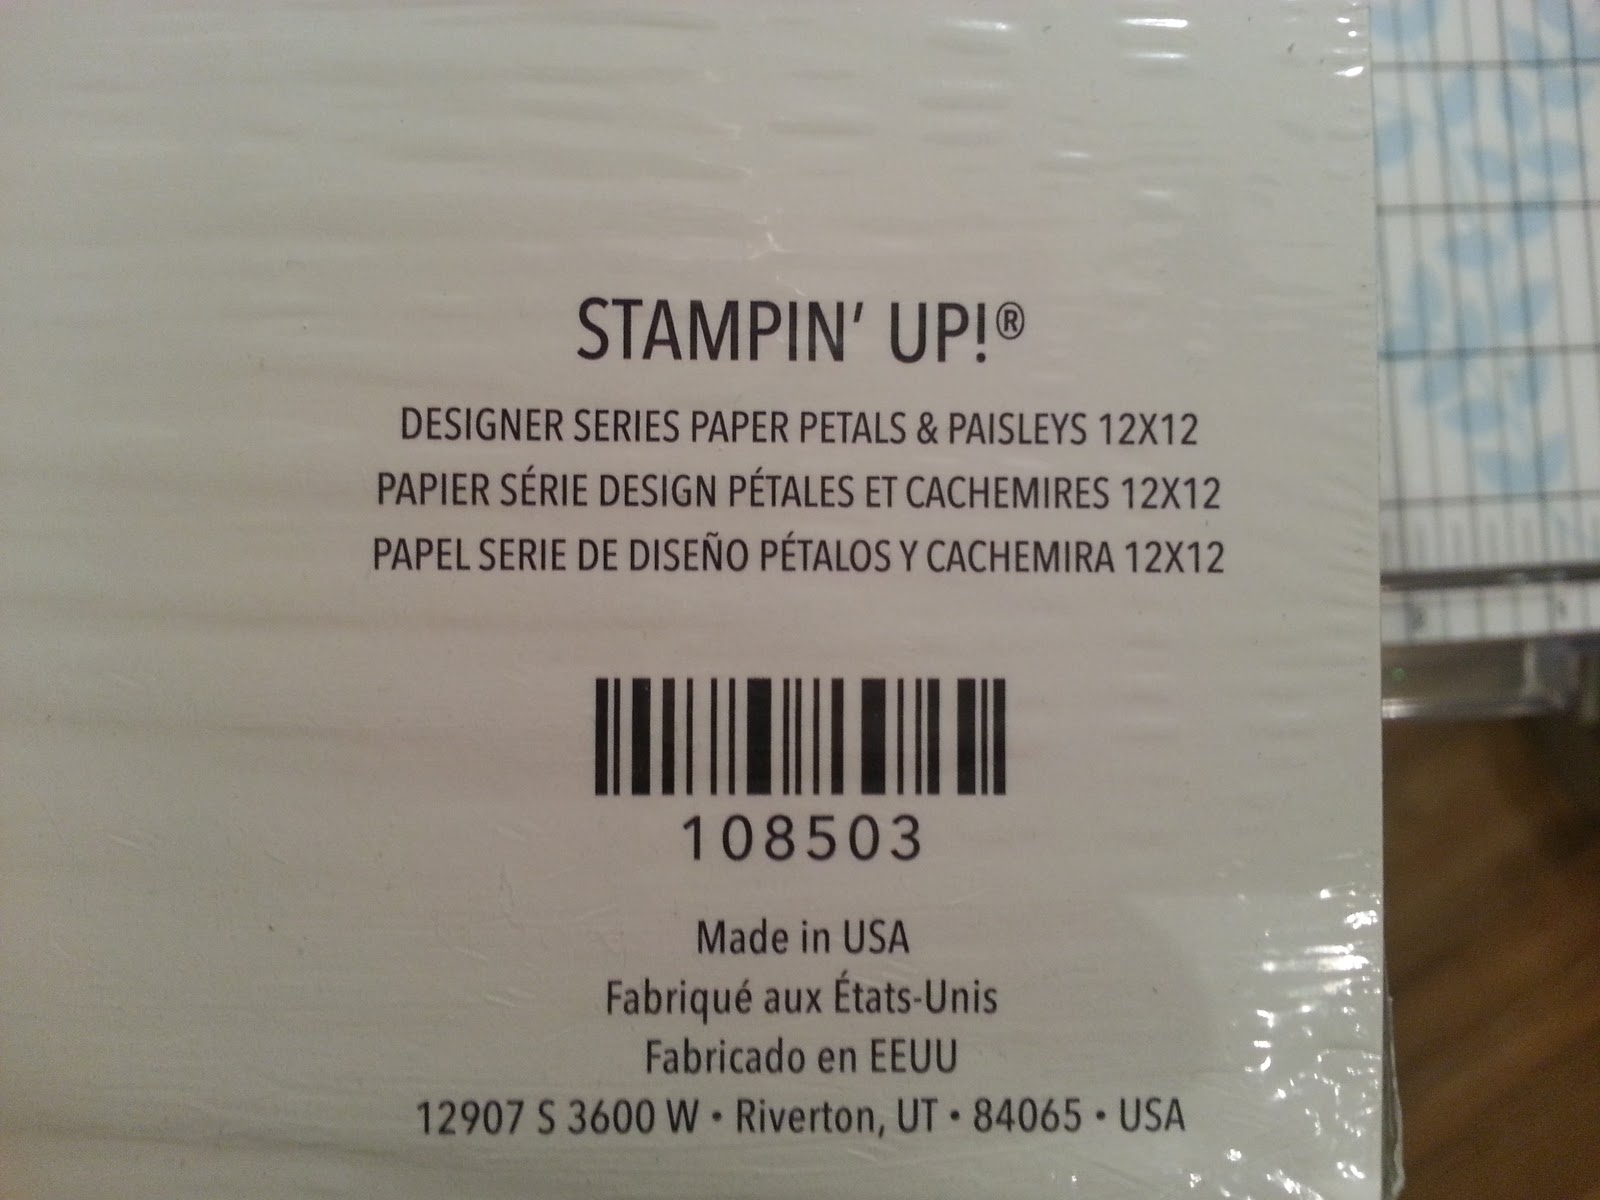 STAMPIN' UP!®
DESIGNER SERIES PAPER PETALS & PAISLEYS 12X12
PAPIER SÉRIE DESIGN PÉTALES ET CACHEMIRES 12X12
PAPEL SERIE DE DISEÑO PÉTALOS Y CACHEMIRA 12X12
108503
Made in USA
Fabriqué aux États-Unis
Fabricado en EEUU
12907 S 3600 W • Riverton, UT • 84065 • USA